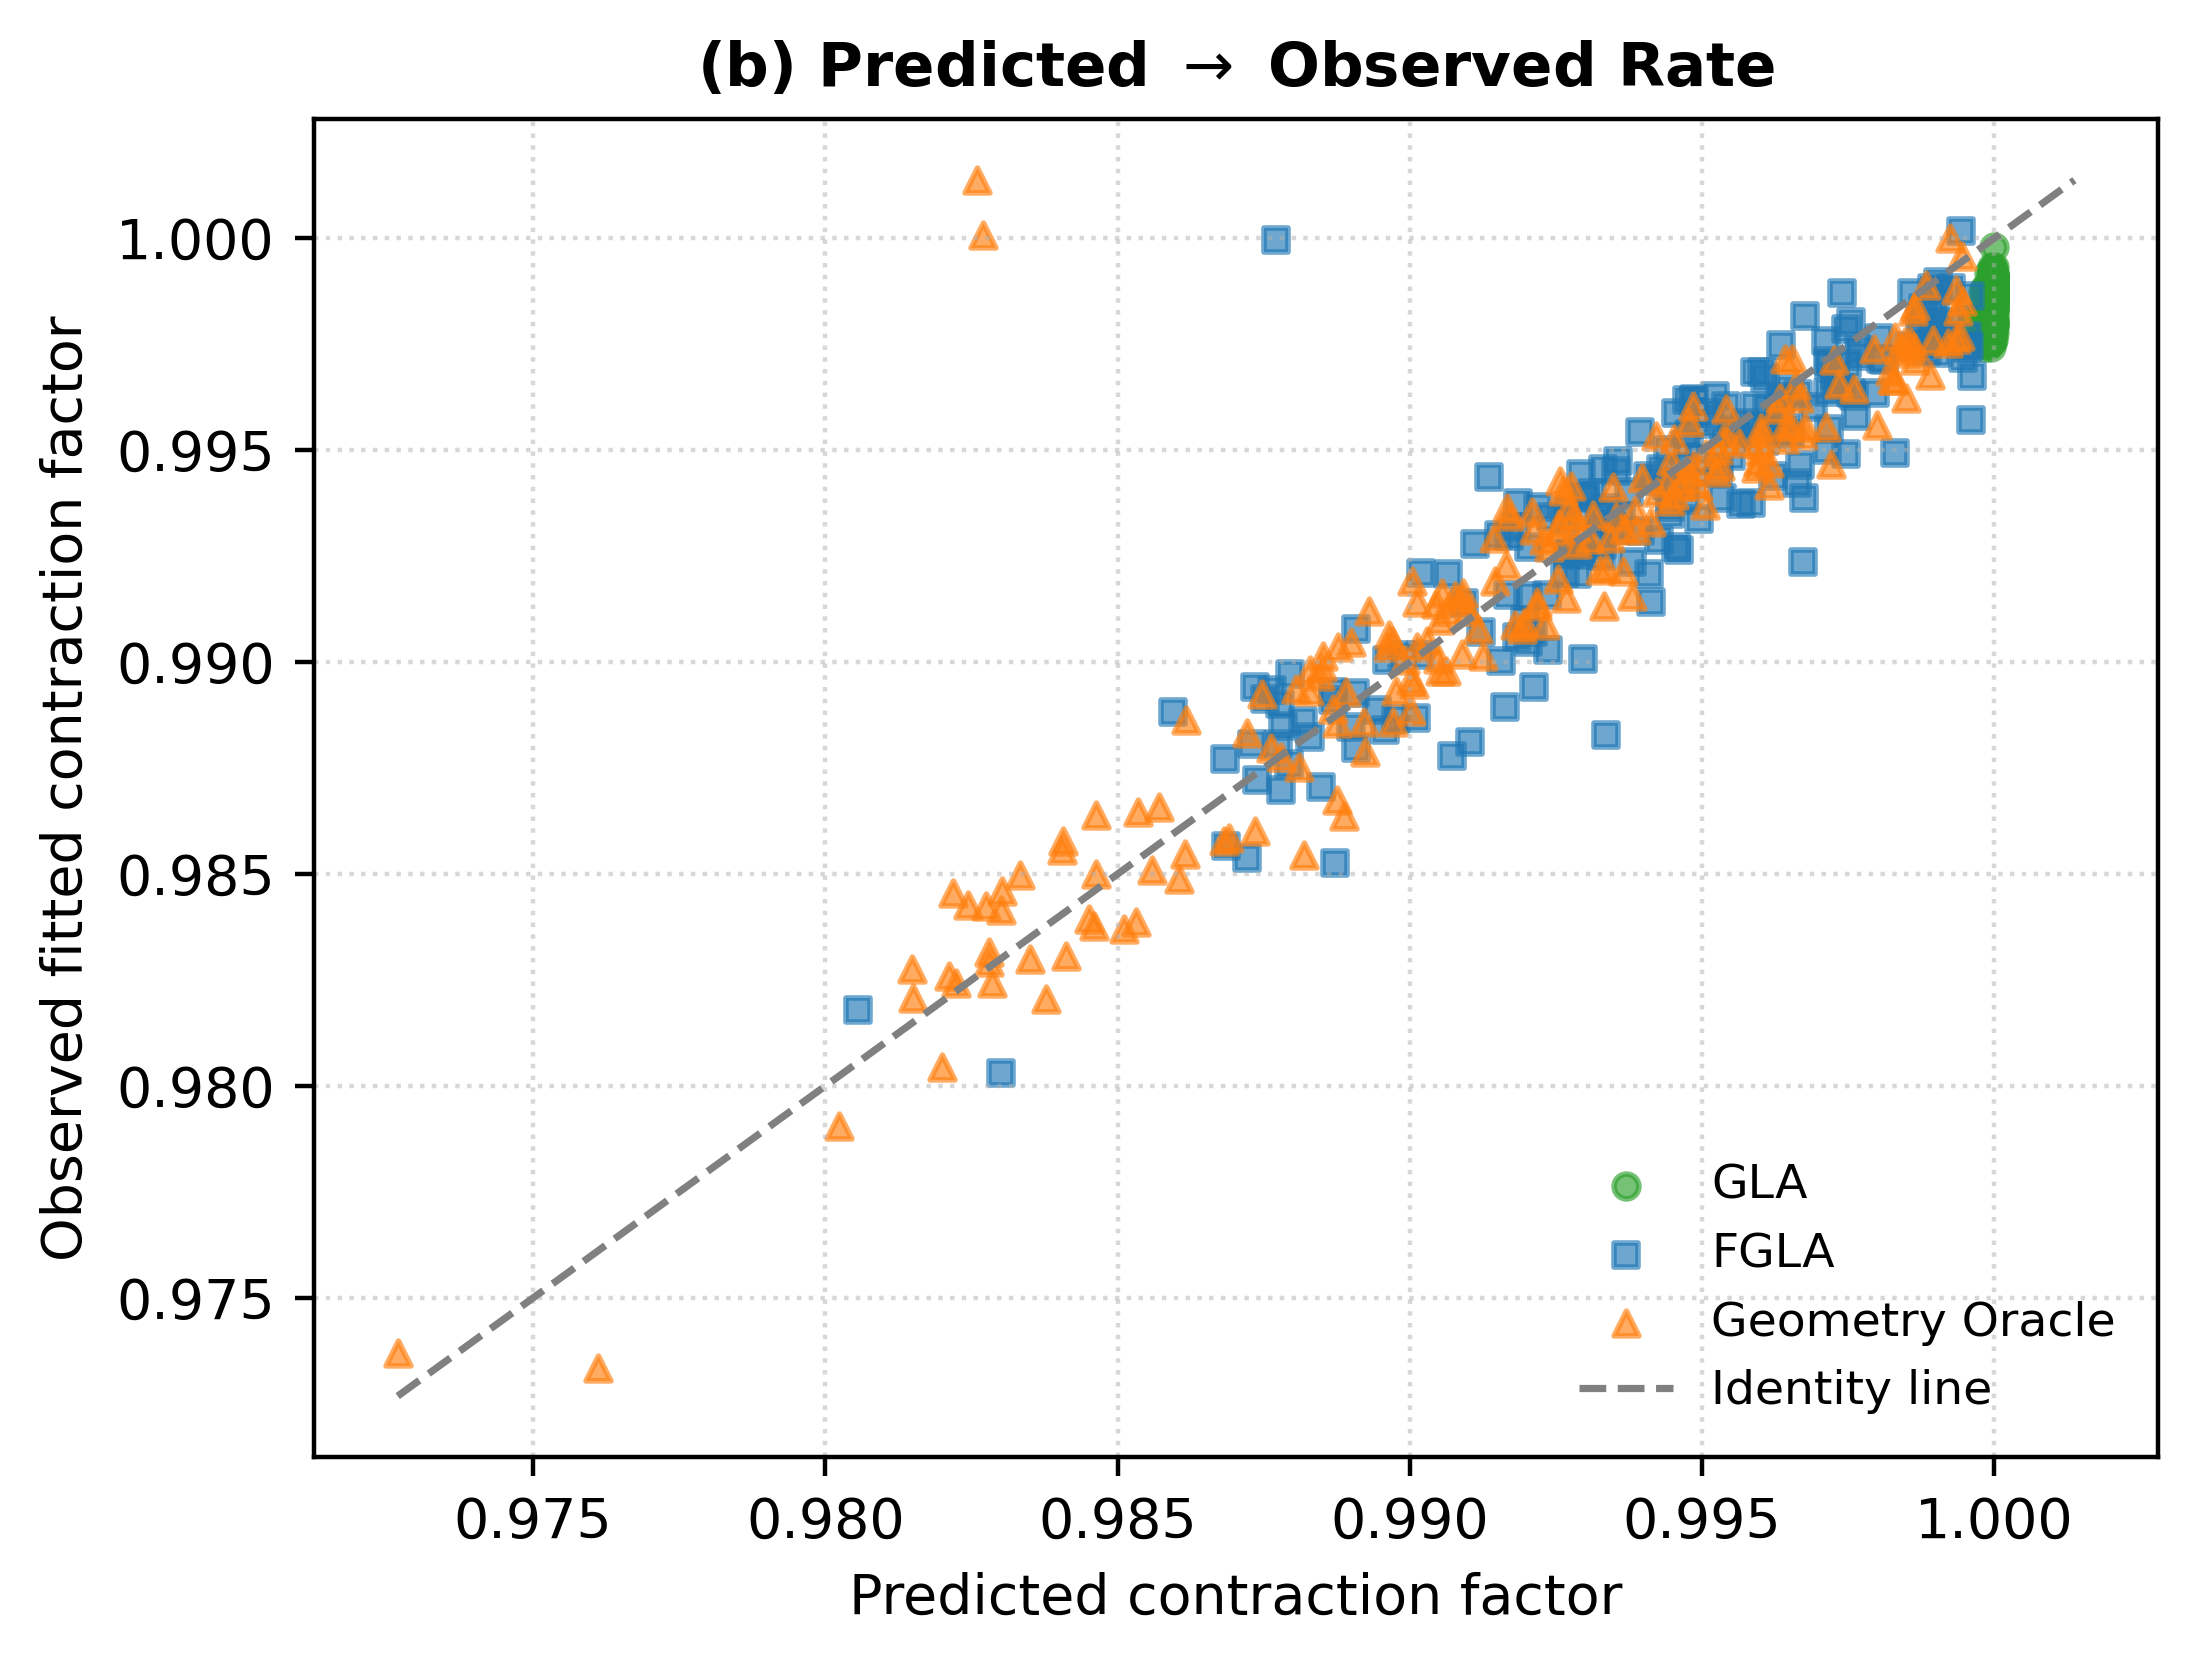 (b) Predicted → Observed Rate
Observed fitted contraction factor
1.000
0.995
0.990
0.985
0.980
0.975
GLA
FGLA
Geometry Oracle
Identity line
0.975 0.980 0.985 0.990 0.995 1.000
Predicted contraction factor